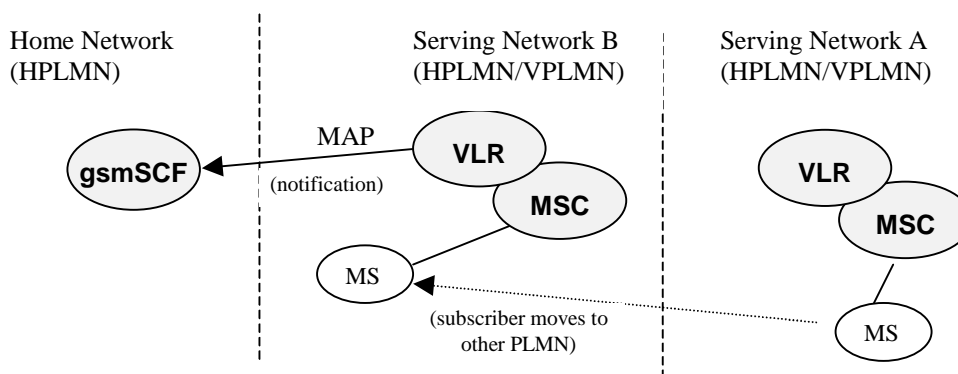 Home Network
(HPLMN)
Serving Network B
(HPLMN/VPLMN)
Serving Network A
(HPLMN/VPLMN)
gsmSCF
MAP
(notification)
VLR
MSC
MS
VLR
MSC
MS
(subscriber moves to
other PLMN)